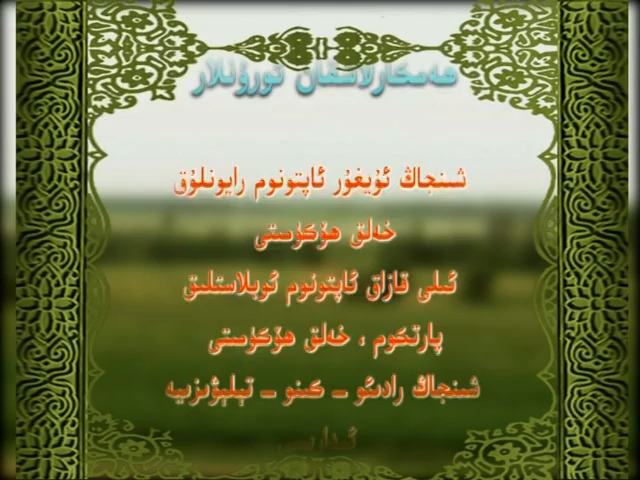 ھەمكارلاشقان ئورۇنلار
شىنجاڭ ئۇيغۇر ئاپتونوم رايونلۇق
خەلق ھۆكۈمىتى
ئىلى قازاق ئاپتونوم ئوبلاستلىق
پارتكوم ، خەلق ھۆكۈمىتى
شىنجاڭ رادىئو ـ كىنو ـ تېلېۋىزىيە
ئىدارىسى